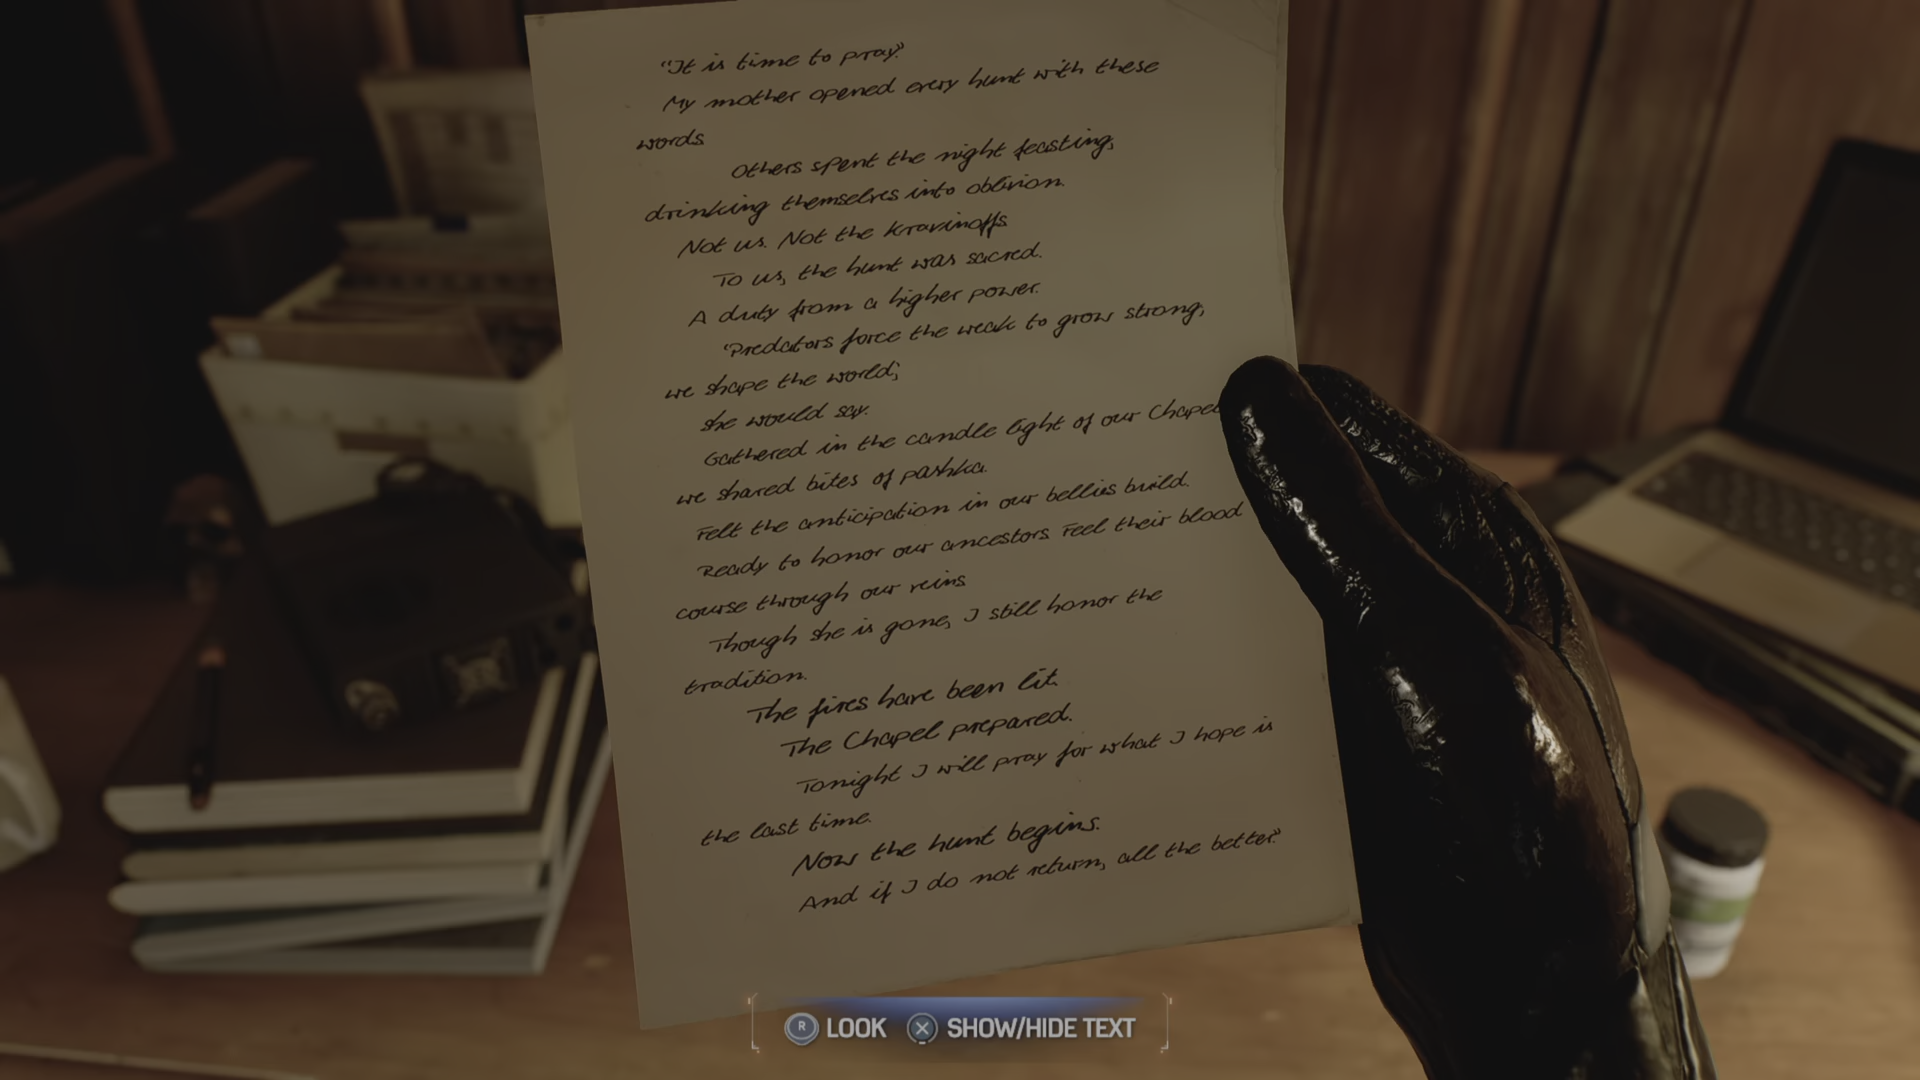 "It is time to pray."
My mother opened every hunt with these
words.
Others spent the night feasting,
drinking themselves into oblivion.
Not us. Not the Kravinoffs.
To us, the hunt was sacred.
A duty from a higher power.
"Predators force the weak to grow strong,
we shape the world,"
she would say.
Gathered in the candle light of our Chapel
we shared bites of pashka.
Felt the anticipation in our bellies build.
Ready to honor our ancestors. Feel their blood
course through our veins.
Though she is gone, I still honor the
tradition.
The fires have been lit.
The Chapel prepared.
Tonight I will pray for what I hope is
the last time.
Now the hunt begins.
And if I do not return, all the better."
R LOOK X SHOW/HIDE TEXT